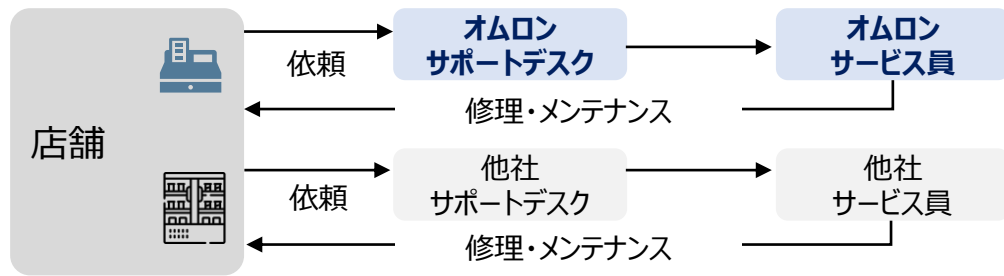 店舗
依頼
オムロン
サポートデスク
オムロン
サービス員
修理・メンテナンス
依頼
他社
サポートデスク
他社
サービス員
修理・メンテナンス